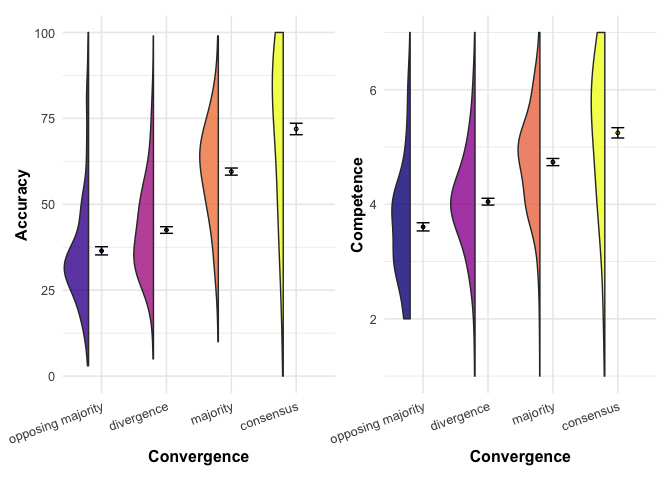 Accuracy
100
75
50
25
0
opposing majority
divergence
majority
consensus
Convergence
Competence
6
4
2
opposing majority
divergence
majority
consensus
Convergence